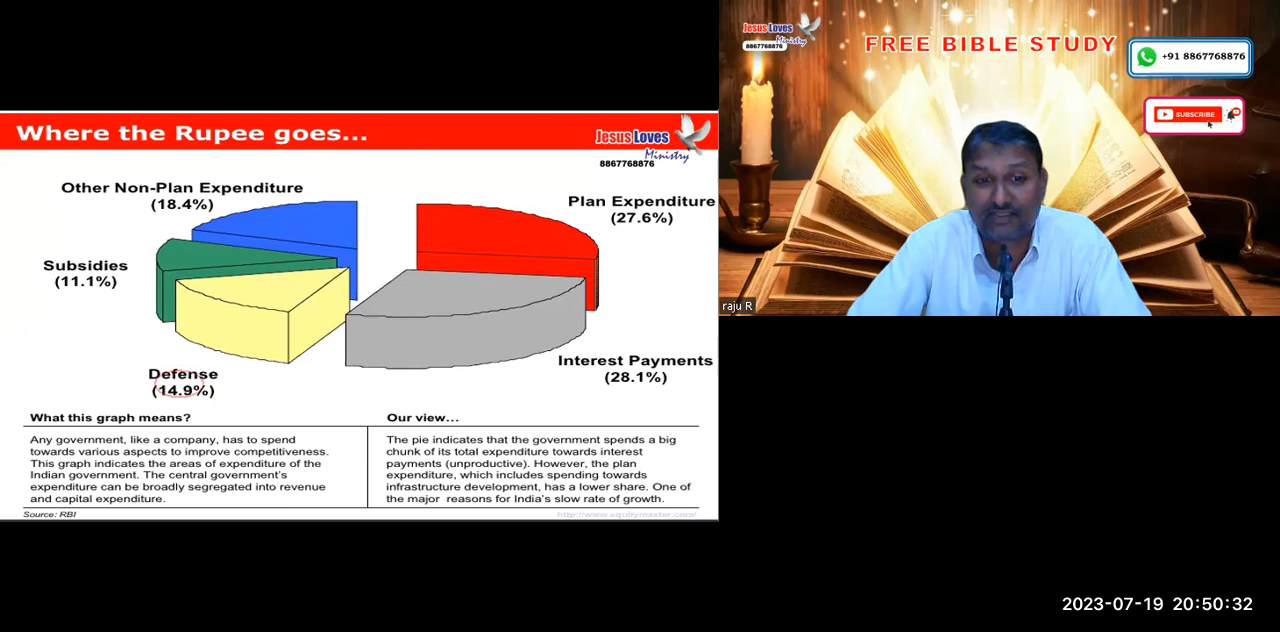 Where the Rupee goes...
Jesus Loves
Ministry
8867768876
Other Non-Plan Expenditure
(18.4%)
Plan Expenditure
(27.6%)
Subsidies
(11.1%)
Defense
(14.9%)
Interest Payments
(28.1%)
What this graph means?
Any government, like a company, has to spend
towards various aspects to improve competitiveness.
This graph indicates the areas of expenditure of the
Indian government. The central government's
expenditure can be broadly segregated into revenue
and capital expenditure.
Our view...
The pie indicates that the government spends a big
chunk of its total expenditure towards interest
payments (unproductive). However, the plan
expenditure, which includes spending towards
infrastructure development, has a lower share. One of
the major reasons for India's slow rate of growth.
Source: RBI
http://www.equitymaster.com/
Jesus Loves
Ministry
8867768876
FREE BIBLE STUDY
+91 8867768876
SUBSCRIBE
raju R
2023-07-19 20:50:32